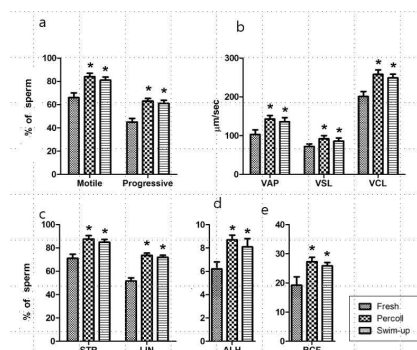 a
b
100
80
60
40
20
0
% of sperm
* * * *
Motile Progressive
300
200
100
0
μm/sec
* * * * * *
VAP VSL VCL
c
d
e
100
80
60
40
20
0
% of sperm
* * * *
STR LIN
10
8
6
4
2
0
* *
ALH
40
30
20
10
0
* *
BCF
Fresh
Percoll
Swim-up